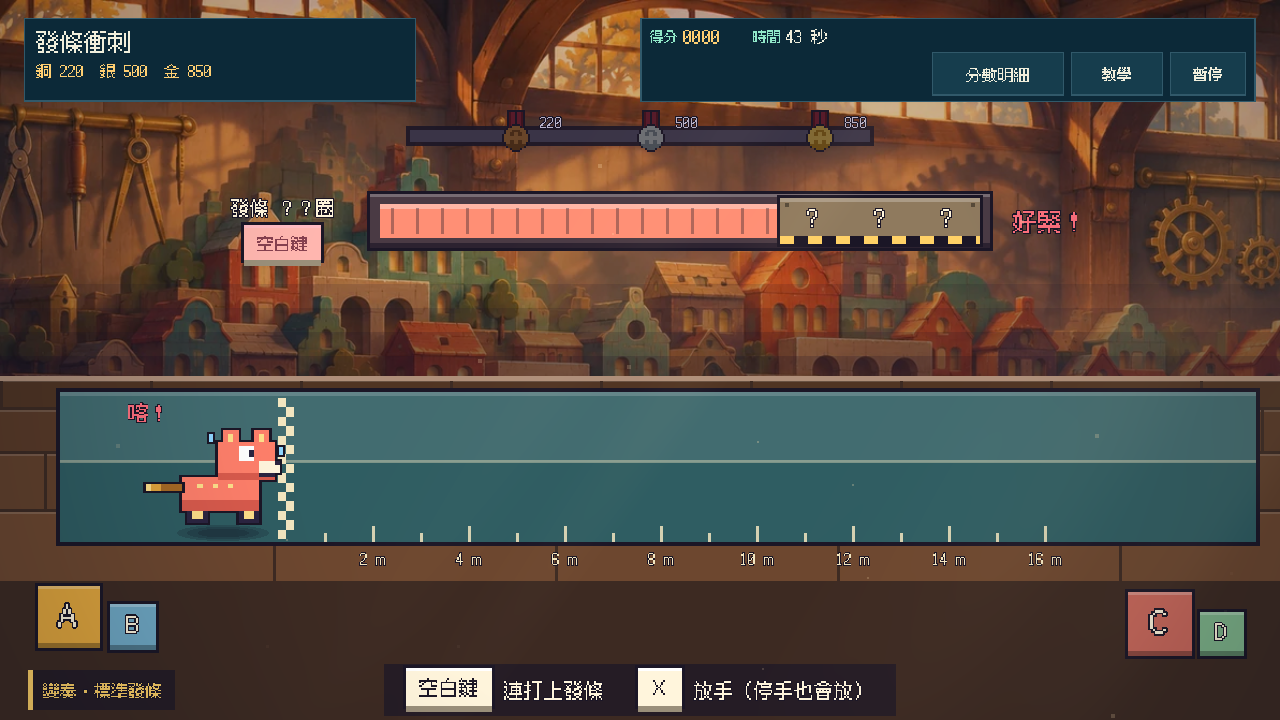 發條衝刺
銅 220 銀 500 金 850
得分 0000 時間 43 秒
分數明細 教學 暫停
220 500 850
發條 ??圈
空白鍵
? ? ?
好緊!
喀!
2 m 4 m 6 m 8 m 10 m 12 m 14 m 16 m
A B C D
變奏・標準發條
空白鍵 連打上發條 X 放手(停手也會放)